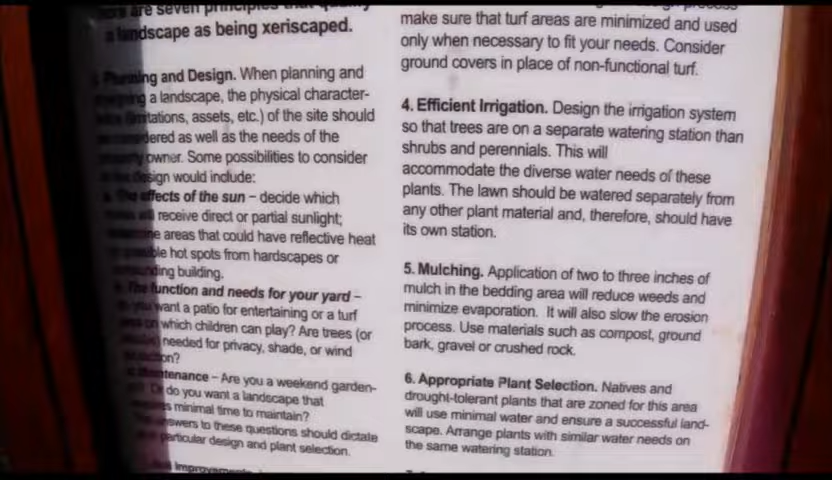 are seven principles that
a landscape as being xeriscaped.
Planning and Design. When planning and
a landscape, the physical character-
(limitations, assets, etc.) of the site should
considered as well as the needs of the
owner. Some possibilities to consider
design would include:
The effects of the sun – decide which
will receive direct or partial sunlight;
areas that could have reflective heat
possible hot spots from hardscapes or
building.
The function and needs for your yard –
you want a patio for entertaining or a turf
on which children can play? Are trees (or
needed for privacy, shade, or wind
Maintenance – Are you a weekend garden-
Or do you want a landscape that
minimal time to maintain?
answers to these questions should dictate
particular design and plant selection.
Improvements
make sure that turf areas are minimized and used
only when necessary to fit your needs. Consider
ground covers in place of non-functional turf.
4. Efficient Irrigation. Design the irrigation system
so that trees are on a separate watering station than
shrubs and perennials. This will
accommodate the diverse water needs of these
plants. The lawn should be watered separately from
any other plant material and, therefore, should have
its own station.
5. Mulching. Application of two to three inches of
mulch in the bedding area will reduce weeds and
minimize evaporation. It will also slow the erosion
process. Use materials such as compost, ground
bark, gravel or crushed rock.
6. Appropriate Plant Selection. Natives and
drought-tolerant plants that are zoned for this area
will use minimal water and ensure a successful land-
scape. Arrange plants with similar water needs on
the same watering station.